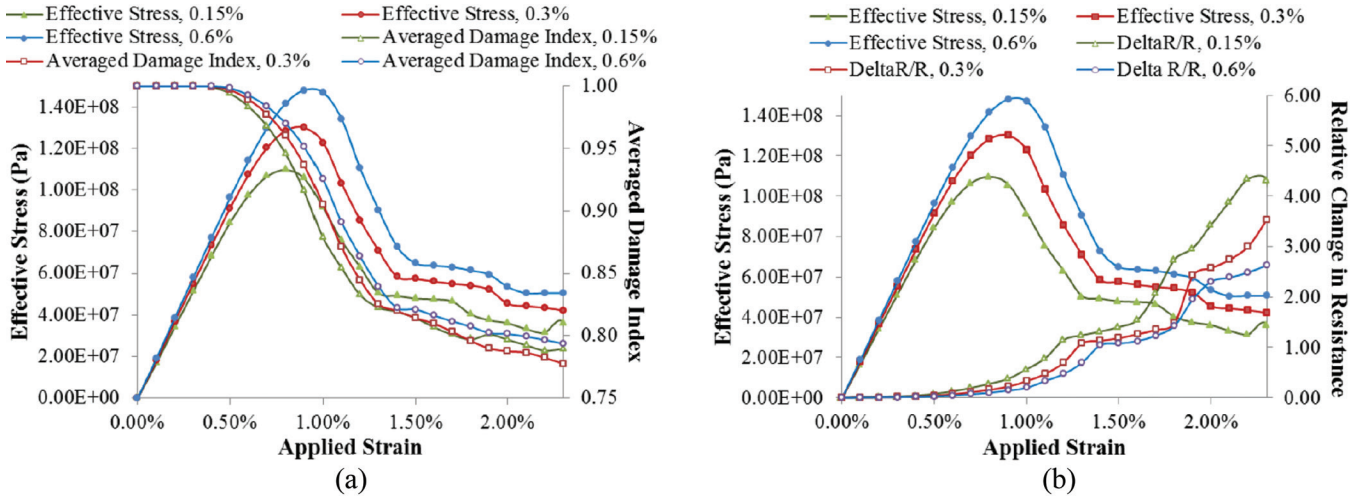 Effective Stress, 0.15%
Effective Stress, 0.3%
Effective Stress, 0.6%
Averaged Damage Index, 0.15%
Averaged Damage Index, 0.3%
Averaged Damage Index, 0.6%
1.40E+08
1.20E+08
1.00E+08
8.00E+07
6.00E+07
4.00E+07
2.00E+07
0.00E+00
Effective Stress (Pa)
1.00
0.95
0.90
0.85
0.80
0.75
Averaged Damage Index
0.00%
0.50%
1.00%
1.50%
2.00%
Applied Strain
(a)
Effective Stress, 0.15%
Effective Stress, 0.3%
Effective Stress, 0.6%
DeltaR/R, 0.15%
DeltaR/R, 0.3%
Delta R/R, 0.6%
1.40E+08
1.20E+08
1.00E+08
8.00E+07
6.00E+07
4.00E+07
2.00E+07
0.00E+00
Effective Stress (Pa)
6.00
5.00
4.00
3.00
2.00
1.00
0.00
Relative Change in
Resistance
0.00%
0.50%
1.00%
1.50%
2.00%
Applied Strain
(b)